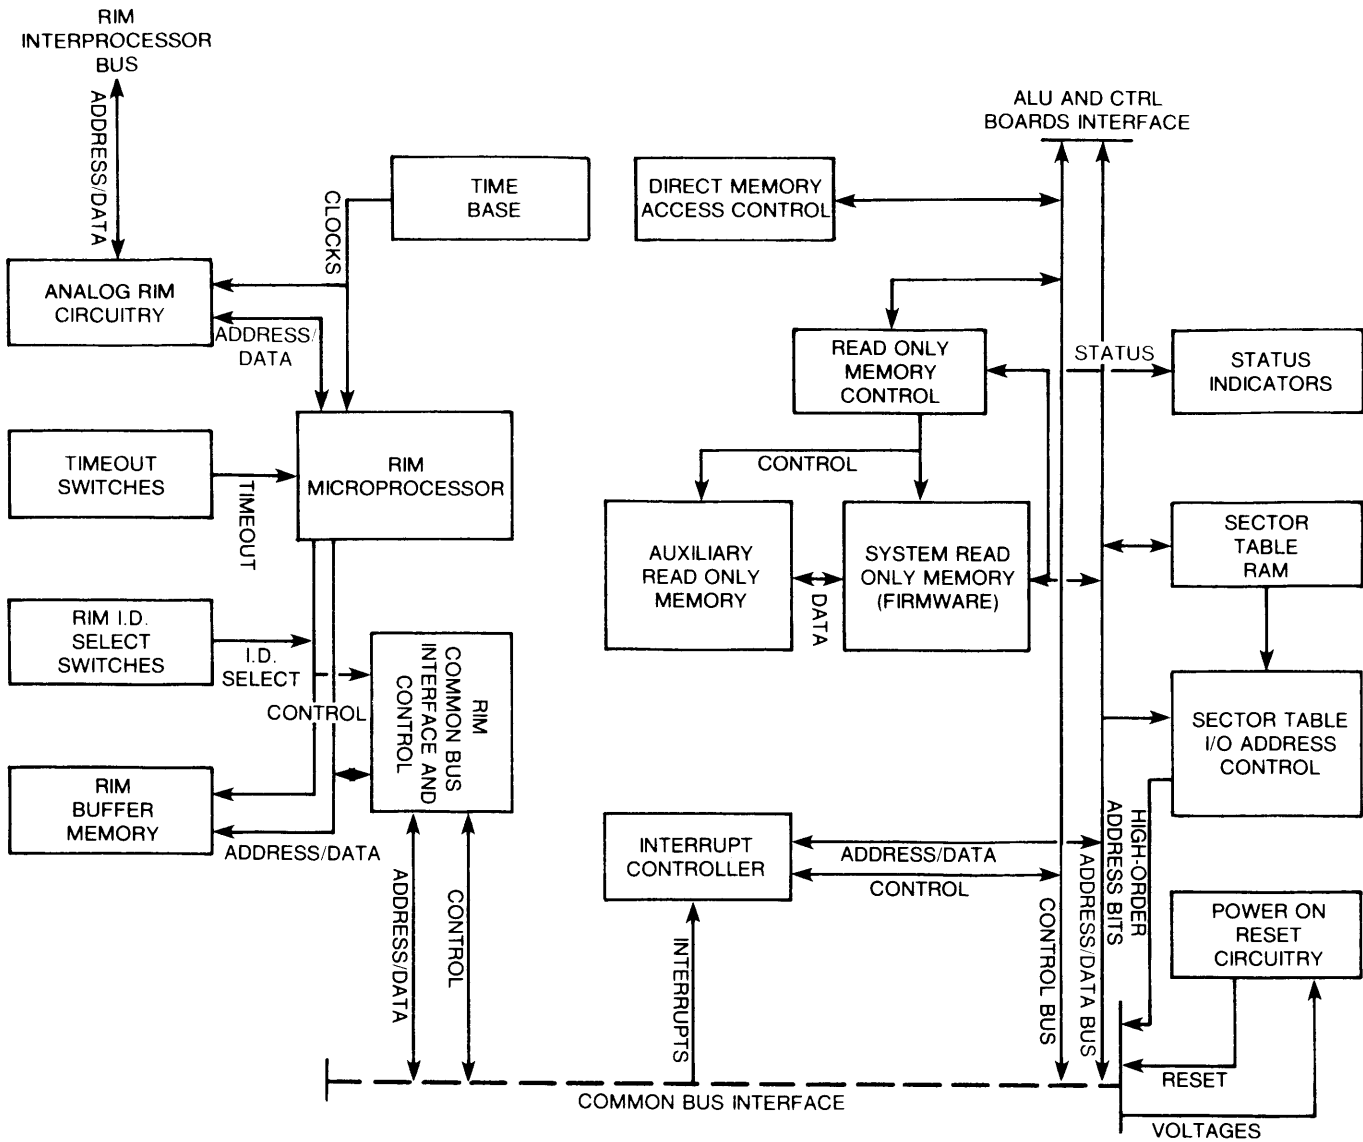 RIM
INTERPROCESSOR
BUS
ADDRESS/DATA
ALU AND CTRL
BOARDS INTERFACE
TIME
BASE
CLOCKS
DIRECT MEMORY
ACCESS CONTROL
ANALOG RIM
CIRCUITRY
ADDRESS/
DATA
READ ONLY
MEMORY
CONTROL
STATUS
STATUS
INDICATORS
TIMEOUT
SWITCHES
TIMEOUT
RIM
MICROPROCESSOR
CONTROL
AUXILIARY
READ ONLY
MEMORY
DATA
SYSTEM READ
ONLY MEMORY
(FIRMWARE)
SECTOR
TABLE
RAM
RIM I.D.
SELECT
SWITCHES
I.D.
SELECT
CONTROL
RIM
COMMON BUS
INTERFACE AND
CONTROL
SECTOR TABLE
I/O ADDRESS
CONTROL
RIM
BUFFER
MEMORY
ADDRESS/DATA
ADDRESS/DATA
CONTROL
INTERRUPT
CONTROLLER
ADDRESS/DATA
CONTROL
INTERRUPTS
CONTROL BUS
ADDRESS/DATA BUS
HIGH-ORDER
ADDRESS BITS
POWER ON
RESET
CIRCUITRY
RESET
VOLTAGES
COMMON BUS INTERFACE